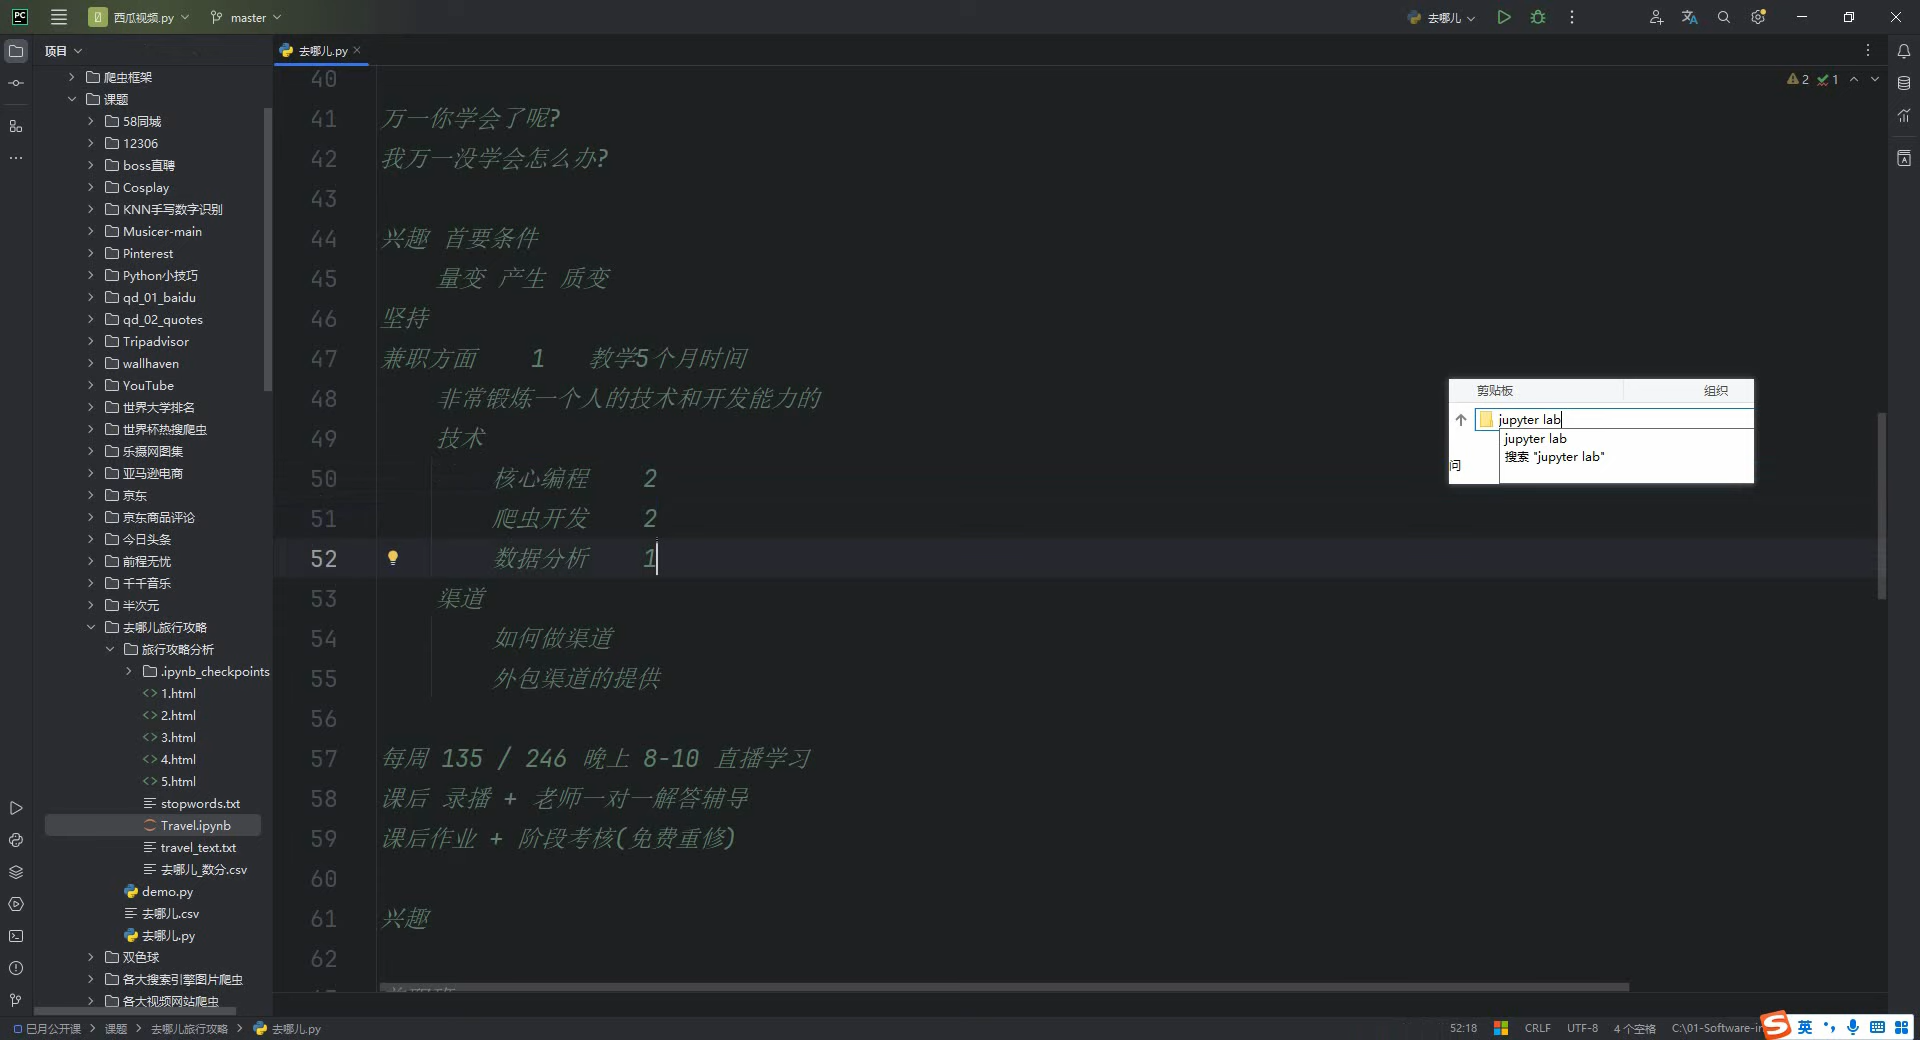 PC
西瓜视频.py
master
去哪儿
项目
去哪儿.py
爬虫框架
课题
58同城
12306
boss直聘
Cosplay
KNN手写数字识别
Musicer-main
Pinterest
Python小技巧
qd_01_baidu
qd_02_quotes
Tripadvisor
wallhaven
YouTube
世界大学排名
世界杯热搜爬虫
乐摄网图集
亚马逊电商
京东
京东商品评论
今日头条
前程无忧
千千音乐
半次元
去哪儿旅行攻略
旅行攻略分析
.ipynb_checkpoints
1.html
2.html
3.html
4.html
5.html
stopwords.txt
Travel.ipynb
travel_text.txt
去哪儿_数分.csv
demo.py
去哪儿.csv
去哪儿.py
双色球
各大搜索引擎图片爬虫
各大视频网站爬虫
2 1
40
41 万一你学会了呢?
42 我万一没学会怎么办?
43
44 兴趣 首要条件
45 量变 产生 质变
46 坚持
47 兼职方面 1 教学5个月时间
48 非常锻炼一个人的技术和开发能力的
49 技术
50 核心编程 2
51 爬虫开发 2
52 数据分析 1
53 渠道
54 如何做渠道
55 外包渠道的提供
56
57 每周 135 / 246 晚上 8-10 直播学习
58 课后 录播 + 老师一对一解答辅导
59 课后作业 + 阶段考核(免费重修)
60
61 兴趣
62
剪贴板 组织
jupyter lab
jupyter lab
搜索 "jupyter lab"
问
巳月公开课 课题 去哪儿旅行攻略 去哪儿.py
52:18 CRLF UTF-8 4 个空格 C:\01-Software-in
英